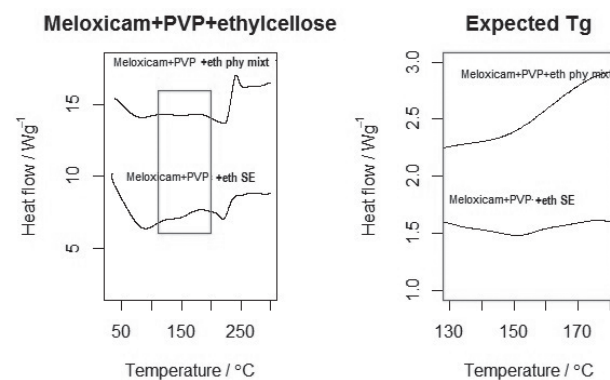 Meloxicam+PVP+ethylcellose
Meloxicam+PVP +eth phy mixt
Meloxicam+PVP +eth SE
Heat flow / Wg⁻¹
15
10
5
50
150
250
Temperature / °C
Expected Tg
Meloxicam+PVP+eth phy mixt
Meloxicam+PVP +eth SE
Heat flow / Wg⁻¹
3.0
2.5
2.0
1.5
1.0
130
150
170
Temperature / °C